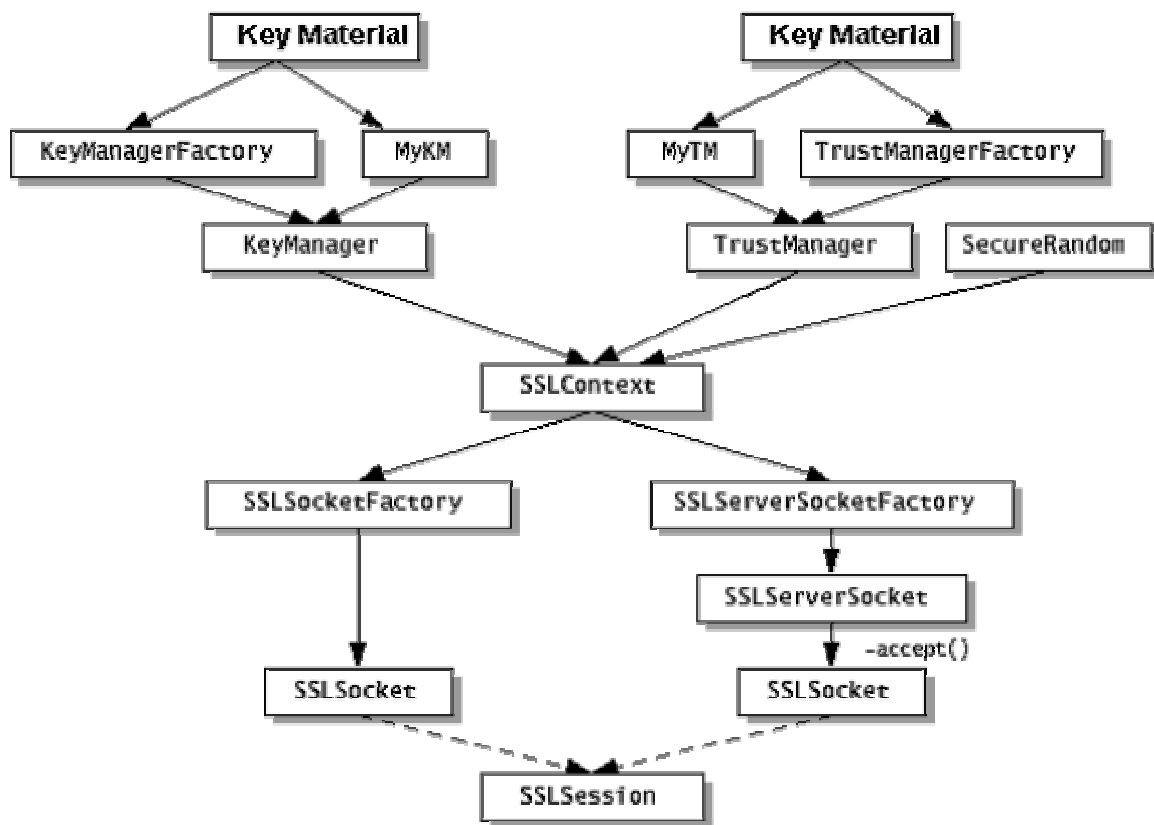 Key Material
Key Material
KeyManagerFactory
MyKM
MyTM
TrustManagerFactory
KeyManager
TrustManager
SecureRandom
SSLContext
SSLSocketFactory
SSLServerSocketFactory
SSLServerSocket
-accept()
SSLSocket
SSLSocket
SSLSession